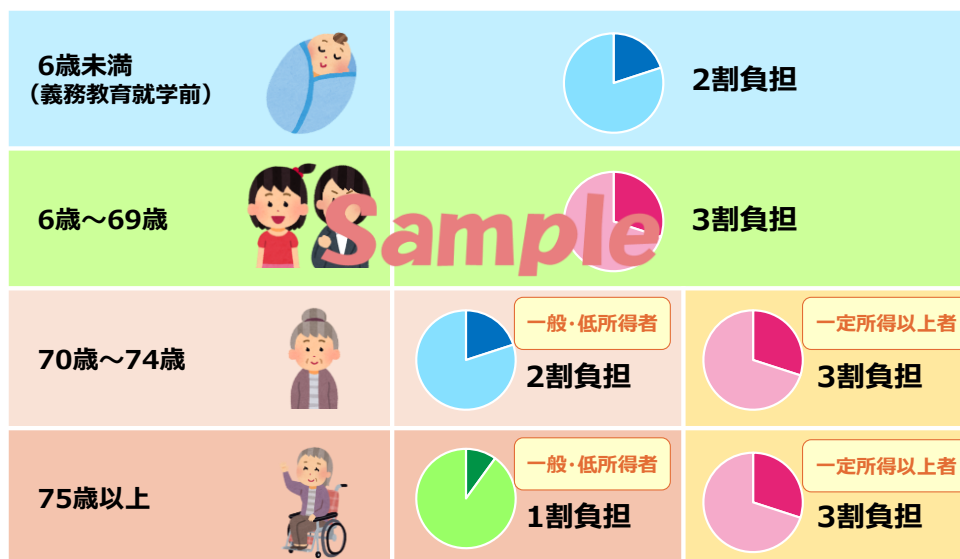 6歳未満
（義務教育就学前）
2割負担
6歳～69歳
3割負担
Sample
70歳～74歳
一般・低所得者
2割負担
一定所得以上者
3割負担
75歳以上
一般・低所得者
1割負担
一定所得以上者
3割負担